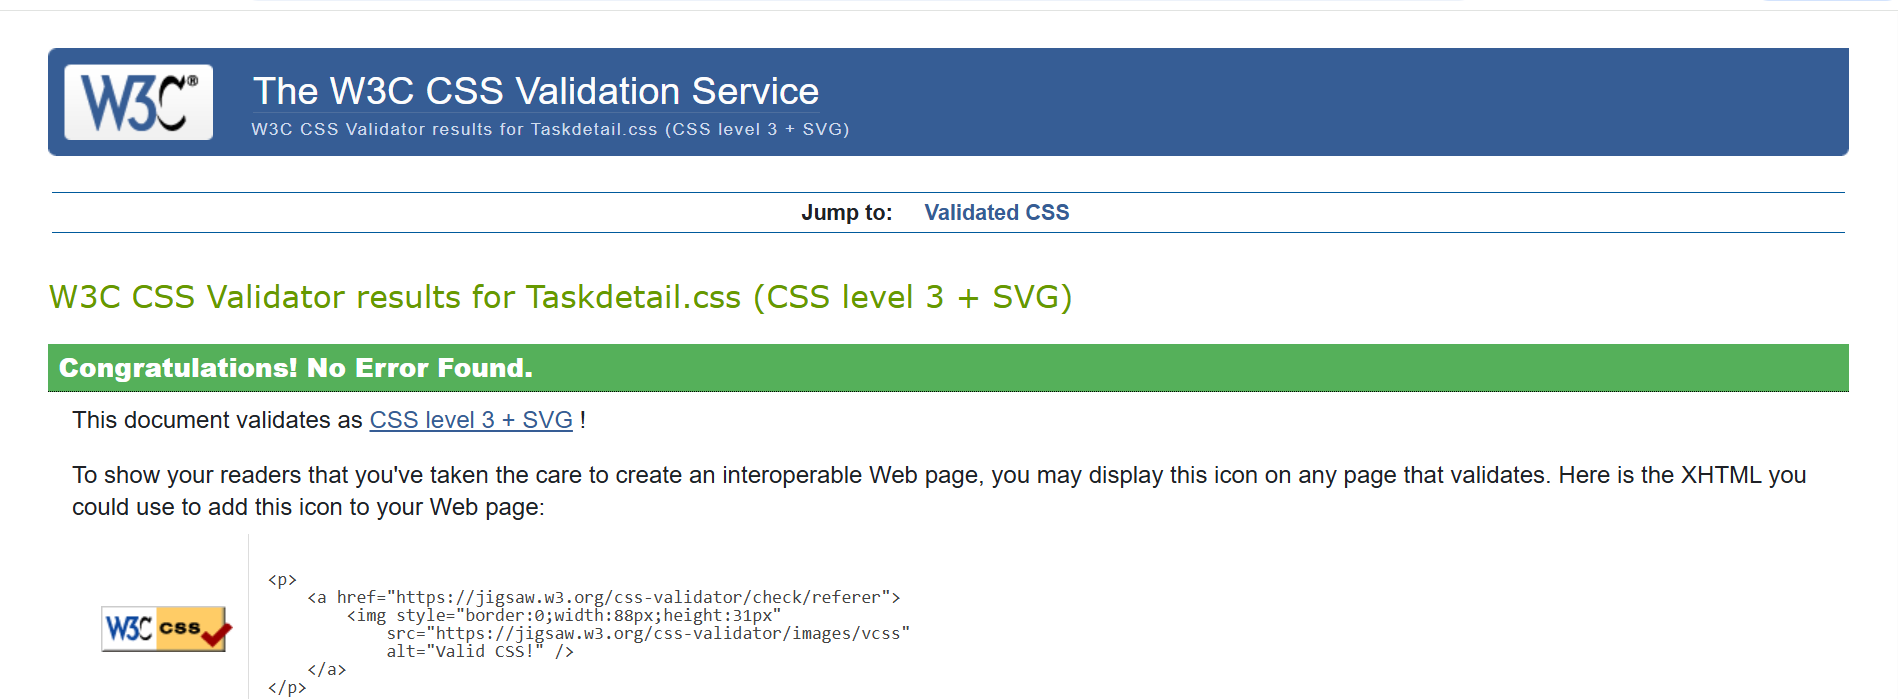 W3C®
The W3C CSS Validation Service
W3C CSS Validator results for Taskdetail.css (CSS level 3 + SVG)
Jump to: Validated CSS
W3C CSS Validator results for Taskdetail.css (CSS level 3 + SVG)
Congratulations! No Error Found.
This document validates as CSS level 3 + SVG !
To show your readers that you've taken the care to create an interoperable Web page, you may display this icon on any page that validates. Here is the XHTML you
could use to add this icon to your Web page:
W3C css
<p>
    <a href="https://jigsaw.w3.org/css-validator/check/referer">
        <img style="border:0;width:88px;height:31px"
            src="https://jigsaw.w3.org/css-validator/images/vcss"
            alt="Valid CSS!" />
    </a>
</p>